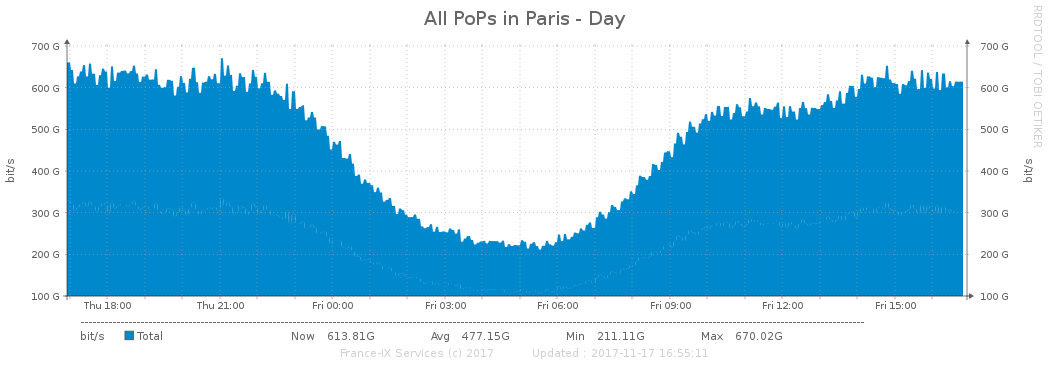 All PoPs in Paris - Day
RRDTOOL / TOBI OETIKER
bit/s
700 G
600 G
500 G
400 G
300 G
200 G
100 G
700 G
600 G
500 G
400 G
300 G
200 G
100 G
bit/s
Thu 18:00 Thu 21:00 Fri 00:00 Fri 03:00 Fri 06:00 Fri 09:00 Fri 12:00 Fri 15:00
bit/s Total Now 613.81G Avg 477.15G Min 211.11G Max 670.02G
France-IX Services (c) 2017 Updated : 2017-11-17 16:55:11